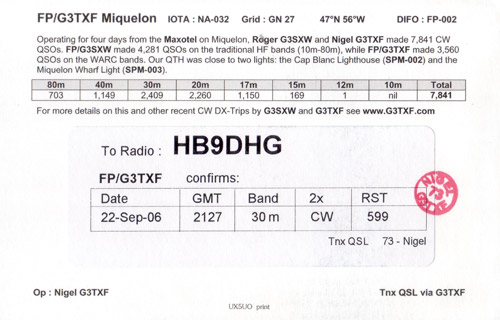 FP/G3TXF Miquelon IOTA : NA-032 Grid : GN 27 47°N 56°W DIFO : FP-002
Operating for four days from the Maxotel on Miquelon, Roger G3SXW and Nigel G3TXF made 7,841 CW
QSOs. FP/G3SXW made 4,281 QSOs on the traditional HF bands (10m-80m), while FP/G3TXF made 3,560
QSOs on the WARC bands. Our QTH was close to two lights: the Cap Blanc Lighthouse (SPM-002) and the
Miquelon Wharf Light (SPM-003).
80m 40m 30m 20m 17m 15m 12m 10m Total
703 1,149 2,409 2,260 1,150 169 1 nil 7,841
For more details on this and other recent CW DX-Trips by G3SXW and G3TXF see www.G3TXF.com
To Radio : HB9DHG
FP/G3TXF confirms:
Date GMT Band 2x RST
22-Sep-06 2127 30 m CW 599
NIGEL
73
G3TXF
Tnx QSL 73 - Nigel
Op : Nigel G3TXF Tnx QSL via G3TXF
UX5UO print